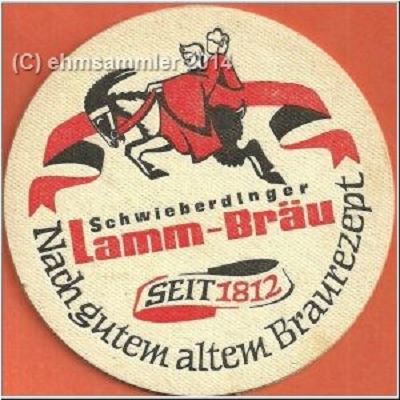 (C) ehmsammler 2014
Schwieberdinger
Lamm-Bräu
SEIT 1812
Nach gutem altem Braurezept